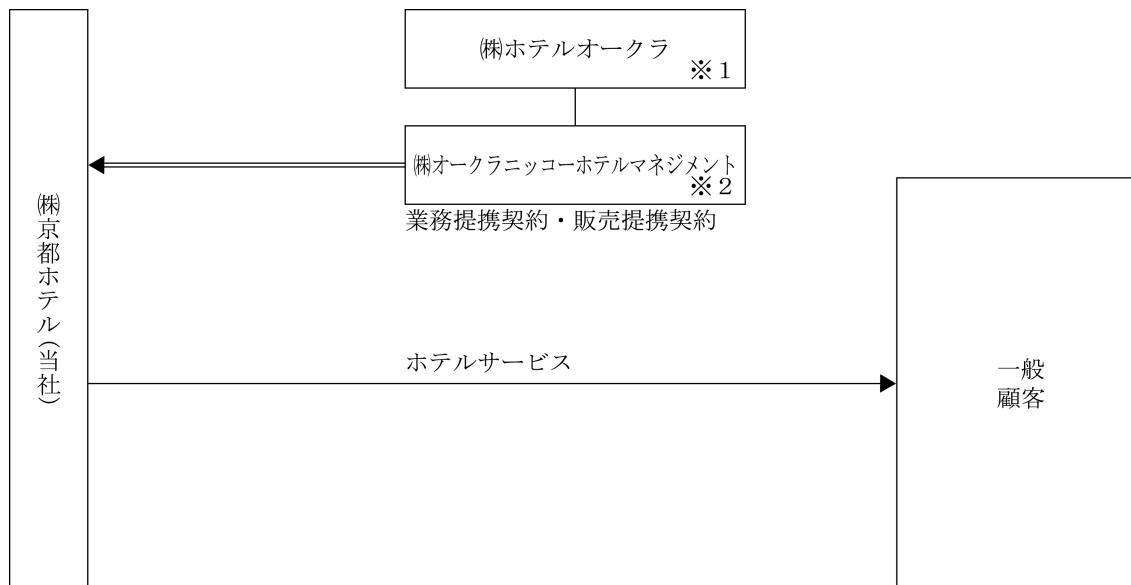 ㈱ホテルオークラ
※1
㈱オークラニッコーホテルマネジメント
※2
業務提携契約・販売提携契約
㈱京都ホテル(当社)
ホテルサービス
一般
顧客